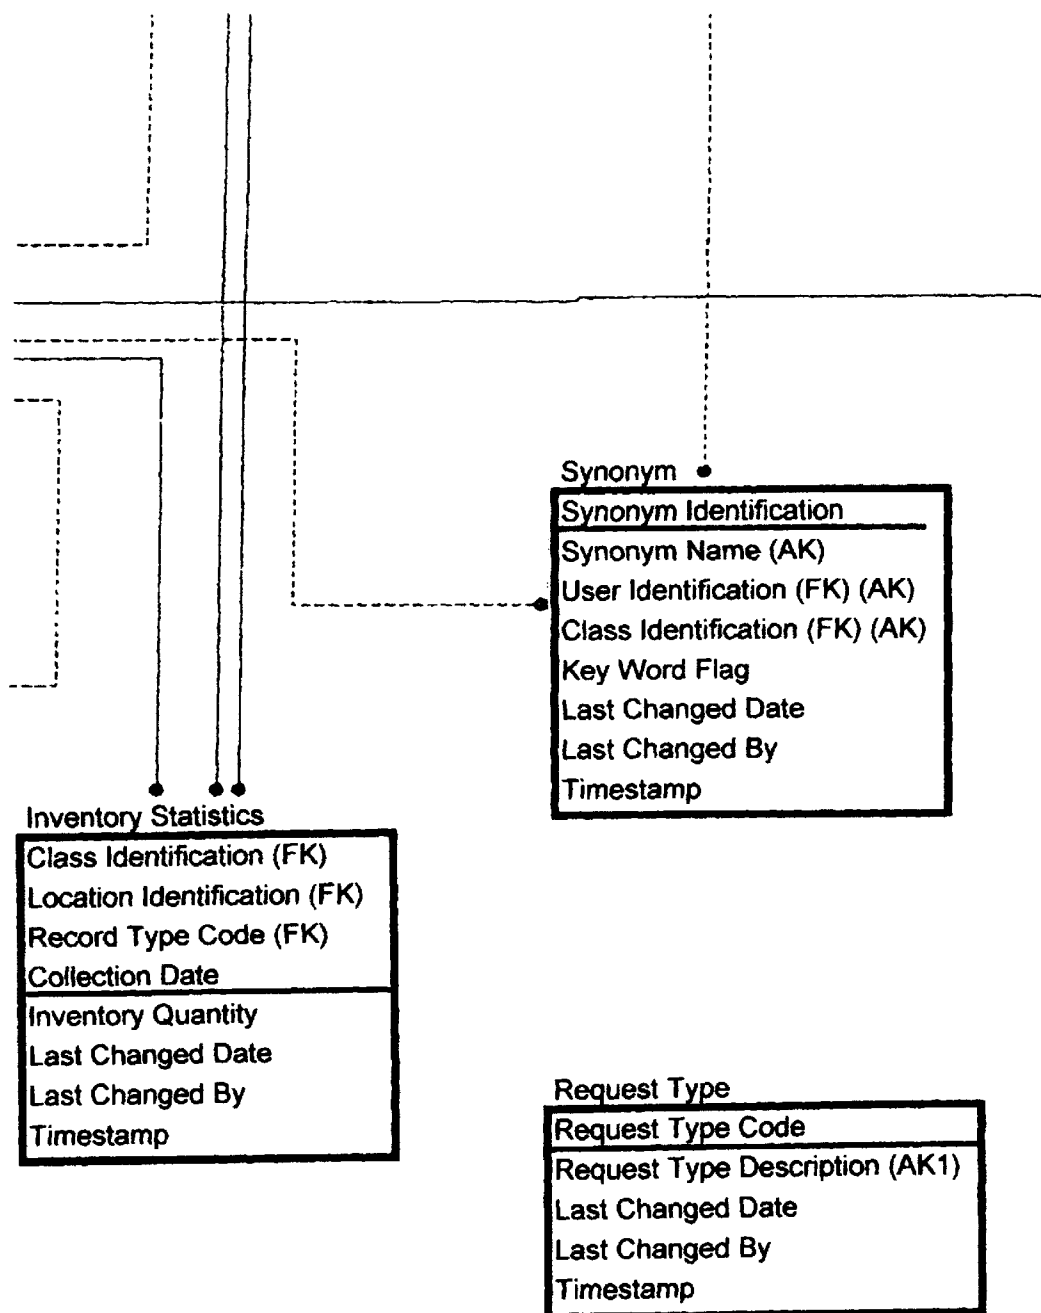 Synonym
Synonym Identification
Synonym Name (AK)
User Identification (FK) (AK)
Class Identification (FK) (AK)
Key Word Flag
Last Changed Date
Last Changed By
Timestamp
Inventory Statistics
Class Identification (FK)
Location Identification (FK)
Record Type Code (FK)
Collection Date
Inventory Quantity
Last Changed Date
Last Changed By
Timestamp
Request Type
Request Type Code
Request Type Description (AK1)
Last Changed Date
Last Changed By
Timestamp